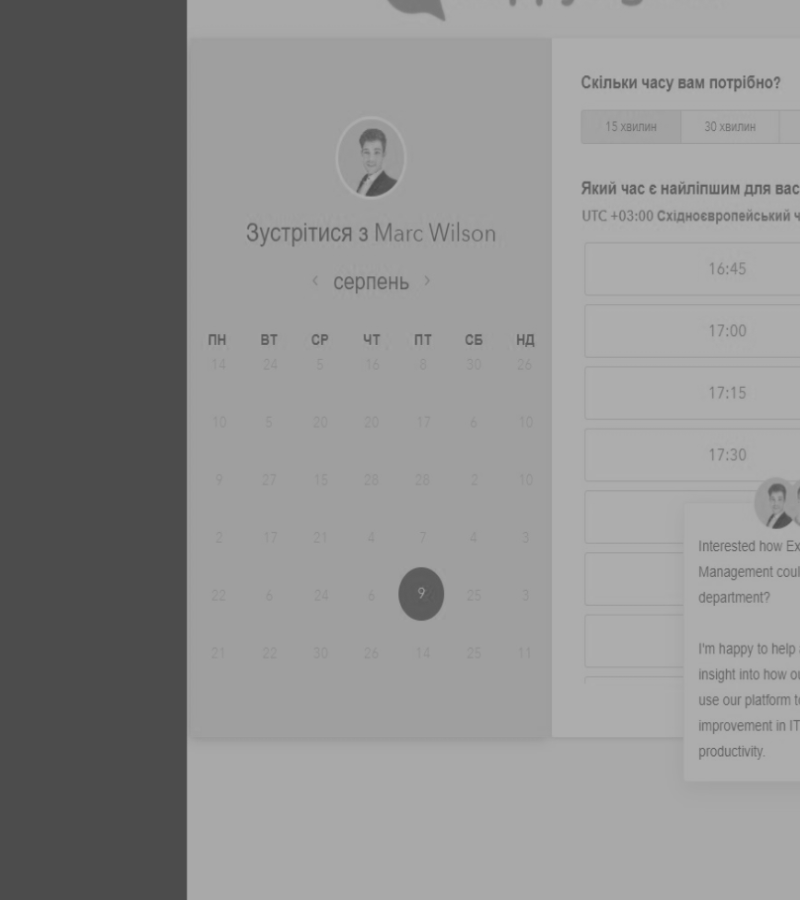 Зустрітися з Marc Wilson
‹ серпень ›
ПН ВТ СР ЧТ ПТ СБ НД
14 24 5 16 8 30 26
10 5 20 20 17 6 10
9 27 15 28 28 2 10
2 17 21 4 7 4 3
22 6 24 6 9 25 3
21 22 30 26 14 25 11
Скільки часу вам потрібно?
15 хвилин 30 хвилин
Який час є найліпшим для вас
UTC +03:00 Східноєвропейський ч
16:45
17:00
17:15
17:30
Interested how Ex
Management coul
department?
I'm happy to help a
insight into how ou
use our platform to
improvement in IT
productivity.